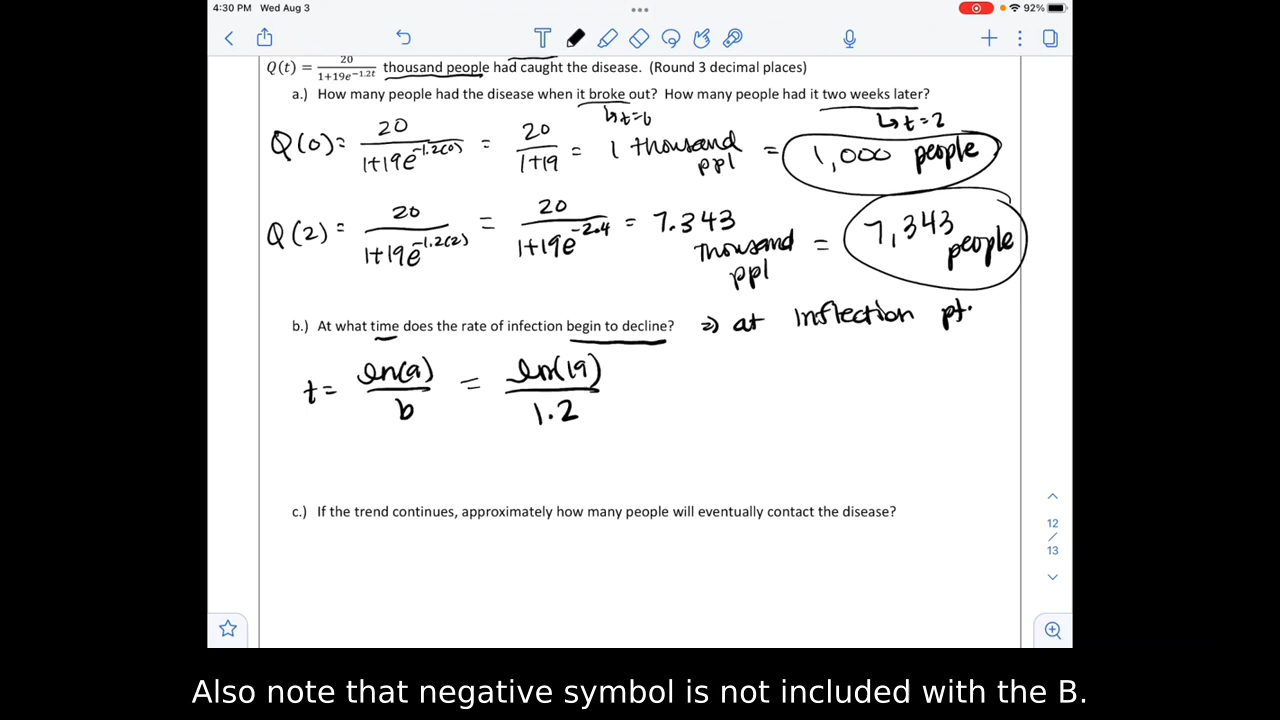 4:30 PM Wed Aug 3
92%
Q(t) = 20/(1+19e^−1.2t) thousand people had caught the disease. (Round 3 decimal places)
a.) How many people had the disease when it broke out? How many people had it two weeks later?
↳t=0 ↳t=2
Q(0) = 20/(1+19e^-1.2(0)) = 20/(1+19) = 1 thousand ppl = 1,000 people
Q(2) = 20/(1+19e^-1.2(2)) = 20/(1+19e^-2.4) = 7.343 thousand ppl = 7,343 people
b.) At what time does the rate of infection begin to decline? ⇒ at inflection pt.
t = ln(a)/b = ln(19)/1.2
c.) If the trend continues, approximately how many people will eventually contact the disease?
12
/
13
Also note that negative symbol is not included with the B.